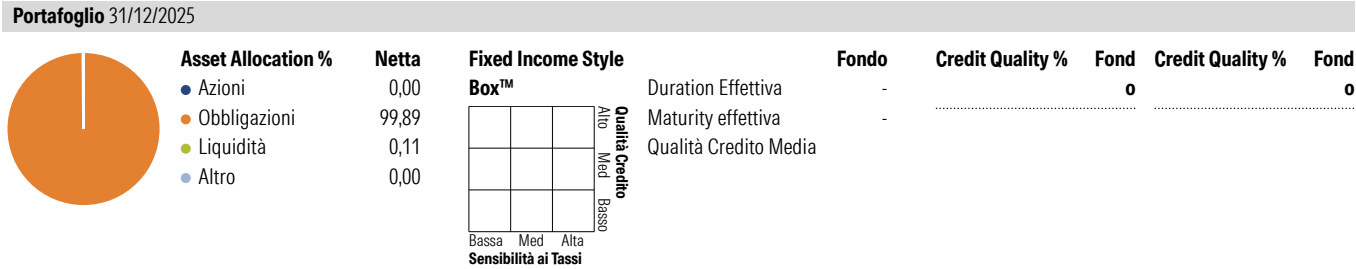 Portafoglio 31/12/2025
Asset Allocation % Netta
Azioni 0,00
Obbligazioni 99,89
Liquidità 0,11
Altro 0,00
Fixed Income Style
Box™
Alto Med Basso
Qualità Credito
Bassa Med Alta
Sensibilità ai Tassi
Fondo
Duration Effettiva -
Maturity effettiva -
Qualità Credito Media
Credit Quality % Fond
o
Credit Quality % Fond
o